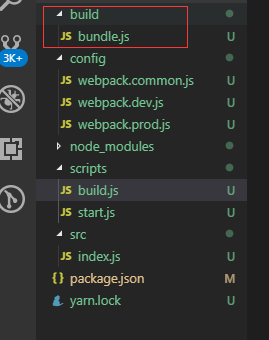 build
JS bundle.js U
3K+
config
JS webpack.common.js U
JS webpack.dev.js U
JS webpack.prod.js U
node_modules
scripts
JS build.js U
JS start.js U
src
JS index.js U
{} package.json M
yarn.lock U